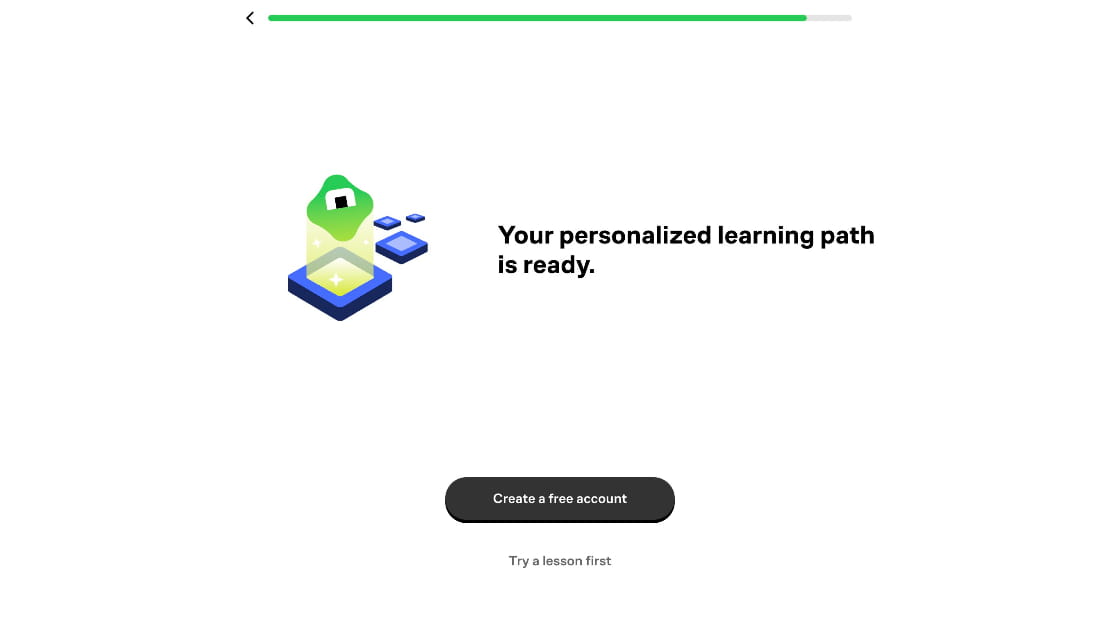 Your personalized learning path
is ready.
Create a free account
Try a lesson first